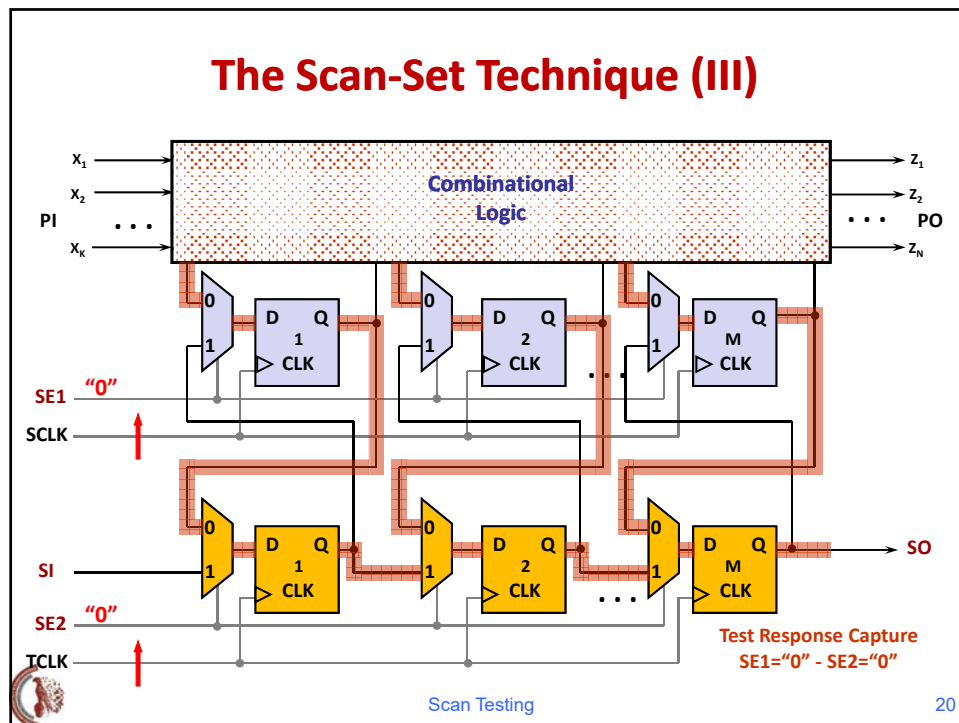 The Scan-Set Technique (III)
X1
X2
PI . . .
XK
Combinational
Logic
Z1
Z2
. . . PO
ZN
0
1
D Q
1
CLK
0
1
D Q
2
CLK
. . .
0
1
D Q
M
CLK
SE1 “0”
SCLK
0
1
D Q
1
CLK
0
1
D Q
2
CLK
. . .
0
1
D Q
M
CLK
SI
SO
SE2 “0”
TCLK
Test Response Capture
SE1=“0” - SE2=“0”
Scan Testing
20